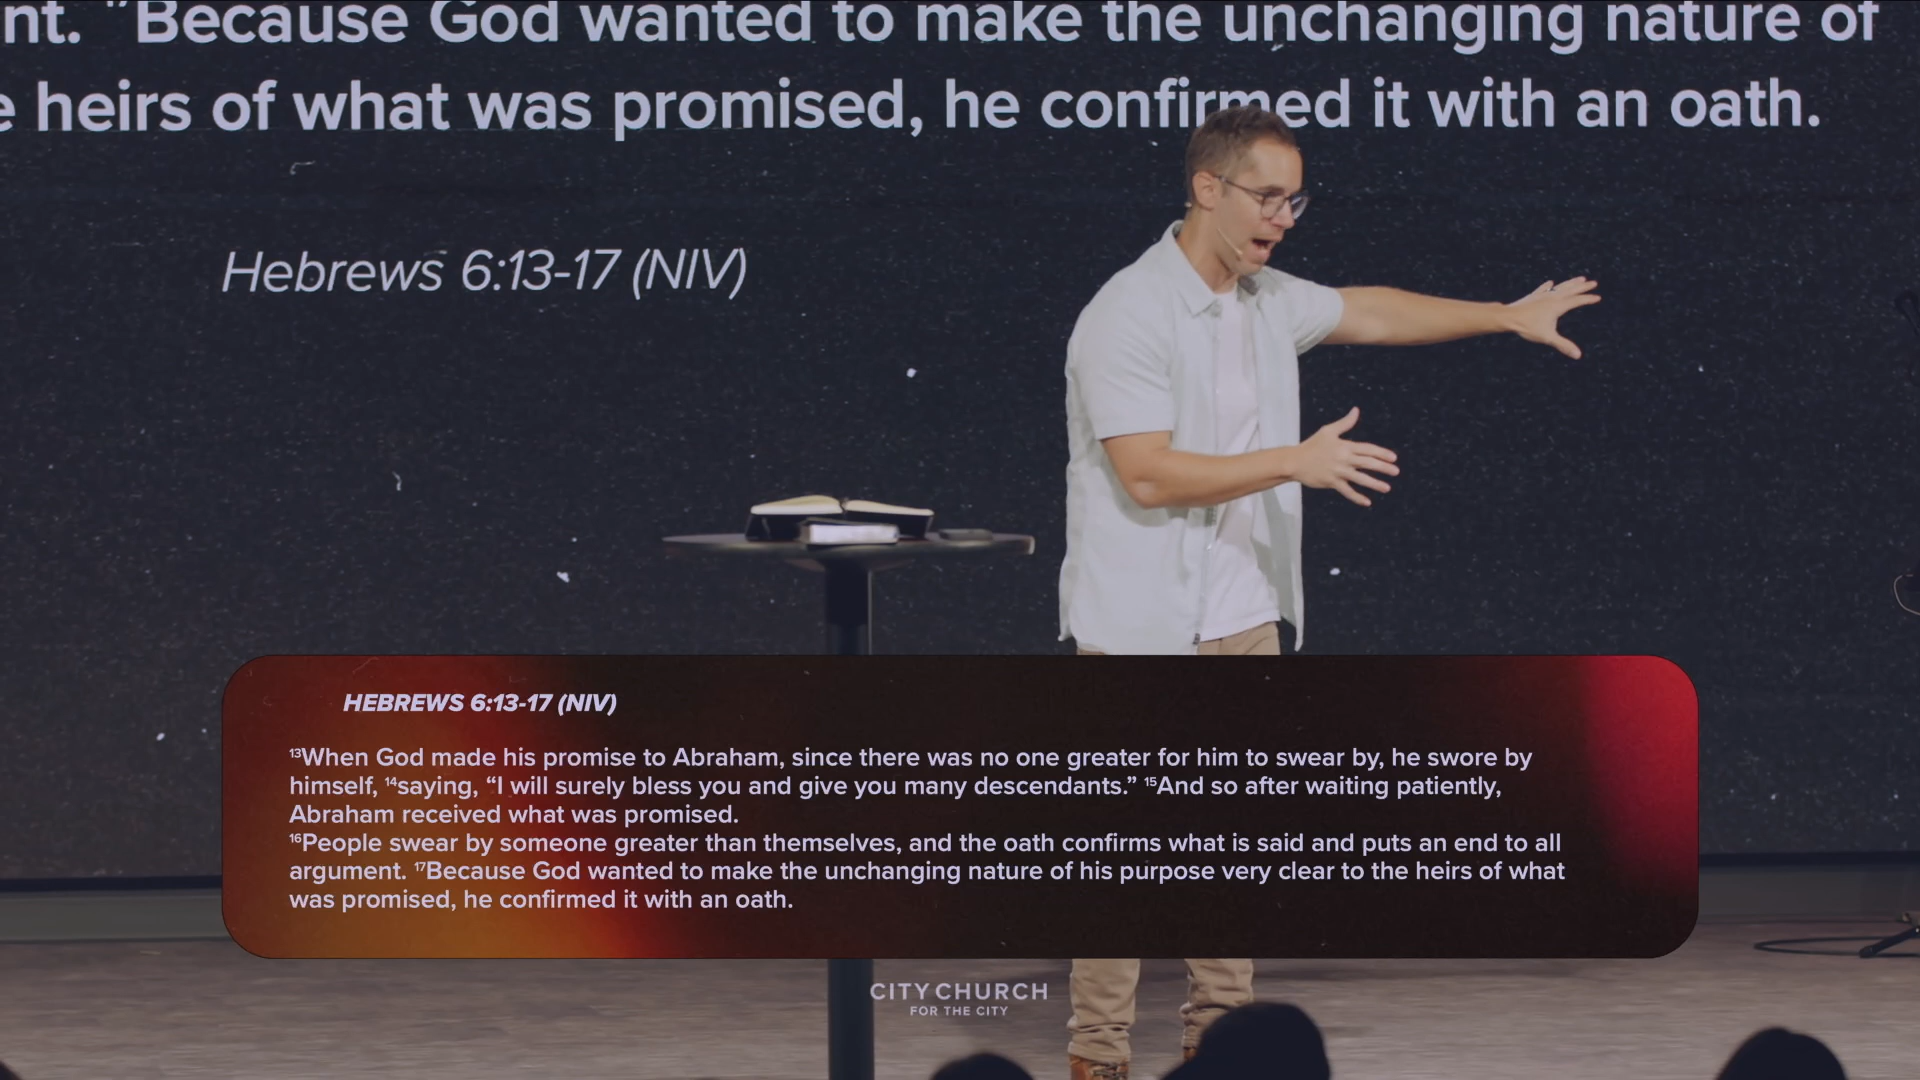 nt. ¹⁷Because God wanted to make the unchanging nature of
e heirs of what was promised, he confirmed it with an oath.
Hebrews 6:13-17 (NIV)
HEBREWS 6:13-17 (NIV)
¹³When God made his promise to Abraham, since there was no one greater for him to swear by, he swore by
himself, ¹⁴saying, “I will surely bless you and give you many descendants.” ¹⁵And so after waiting patiently,
Abraham received what was promised.
¹⁶People swear by someone greater than themselves, and the oath confirms what is said and puts an end to all
argument. ¹⁷Because God wanted to make the unchanging nature of his purpose very clear to the heirs of what
was promised, he confirmed it with an oath.
CITY CHURCH
FOR THE CITY